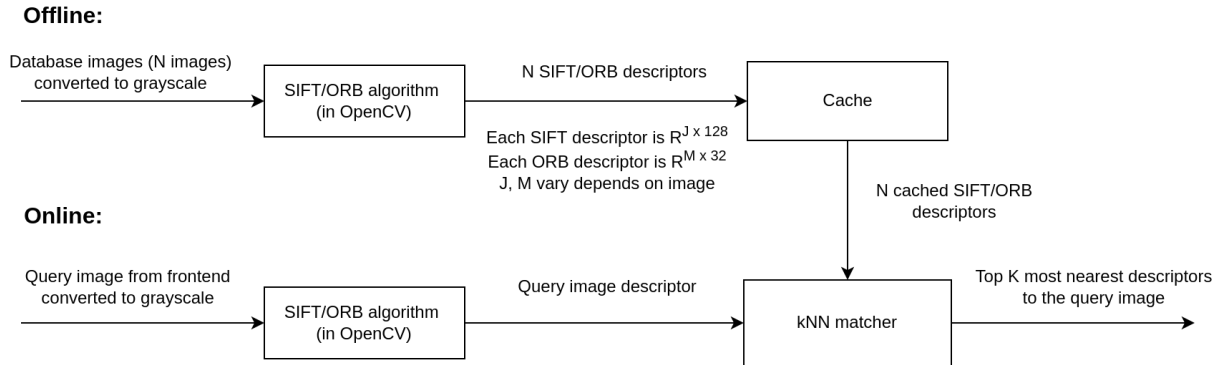 Offline:
Database images (N images)
converted to grayscale
SIFT/ORB algorithm
(in OpenCV)
N SIFT/ORB descriptors
Each SIFT descriptor is R^J x 128
Each ORB descriptor is R^M x 32
J, M vary depends on image
Cache
N cached SIFT/ORB
descriptors
Online:
Query image from frontend
converted to grayscale
SIFT/ORB algorithm
(in OpenCV)
Query image descriptor
kNN matcher
Top K most nearest descriptors
to the query image